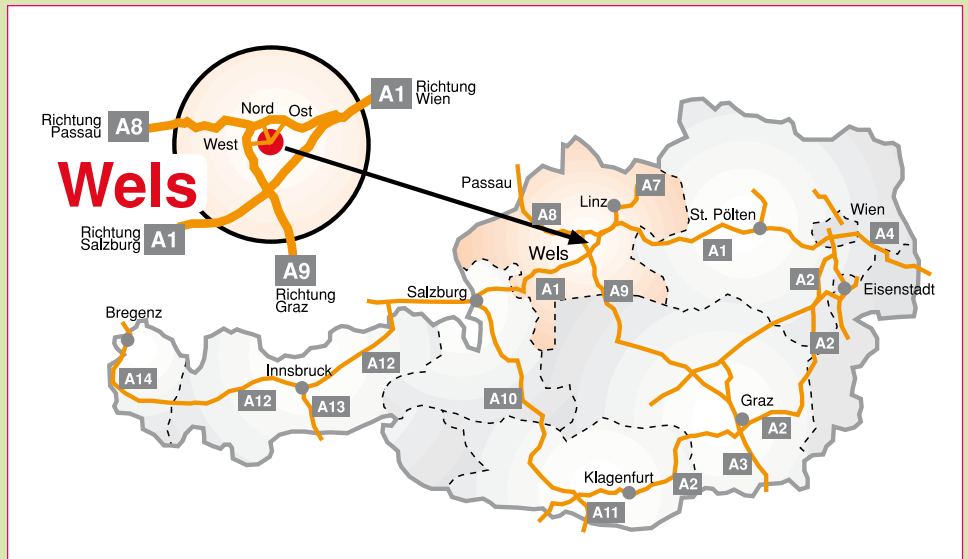 A1
Richtung
Wien
Nord
Ost
Richtung
Passau
A8
West
Wels
Richtung
Salzburg
A1
A9
Richtung
Graz
Passau
A7
Linz
A8
St. Pölten
Wien
A4
A1
Wels
A2
Eisenstadt
A1
A9
Salzburg
Bregenz
A2
Innsbruck
A12
A14
A12
A13
A10
Graz
A2
A3
Klagenfurt
A2
A11